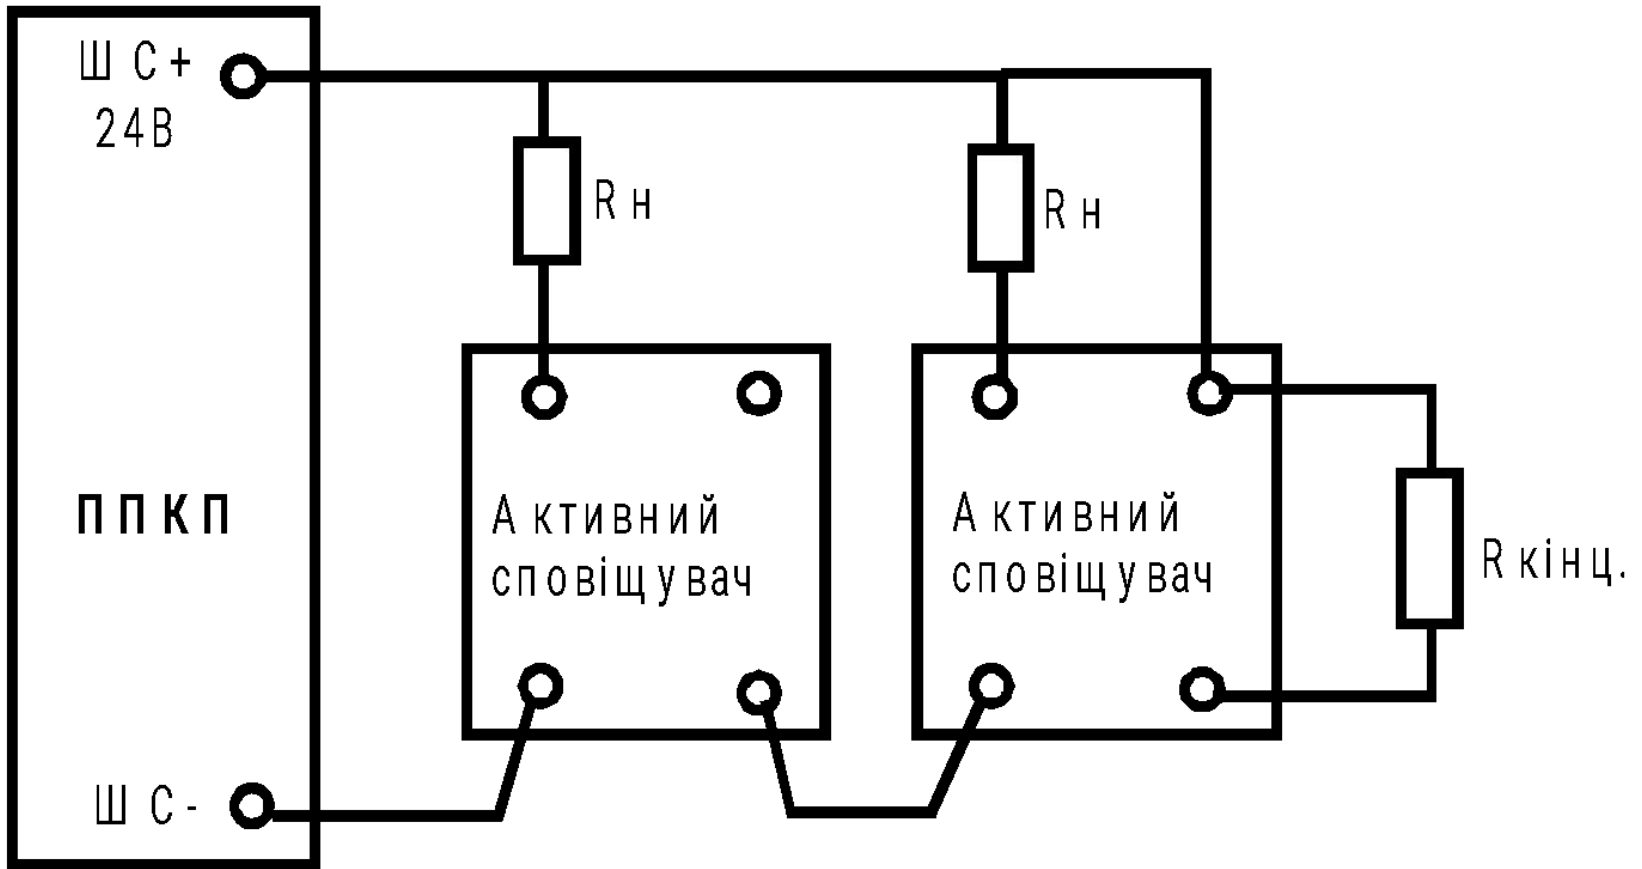 ШС+
24В
Rн
Rн
ППКП
Активний
сповіщувач
Активний
сповіщувач
Rкінц.
ШС-